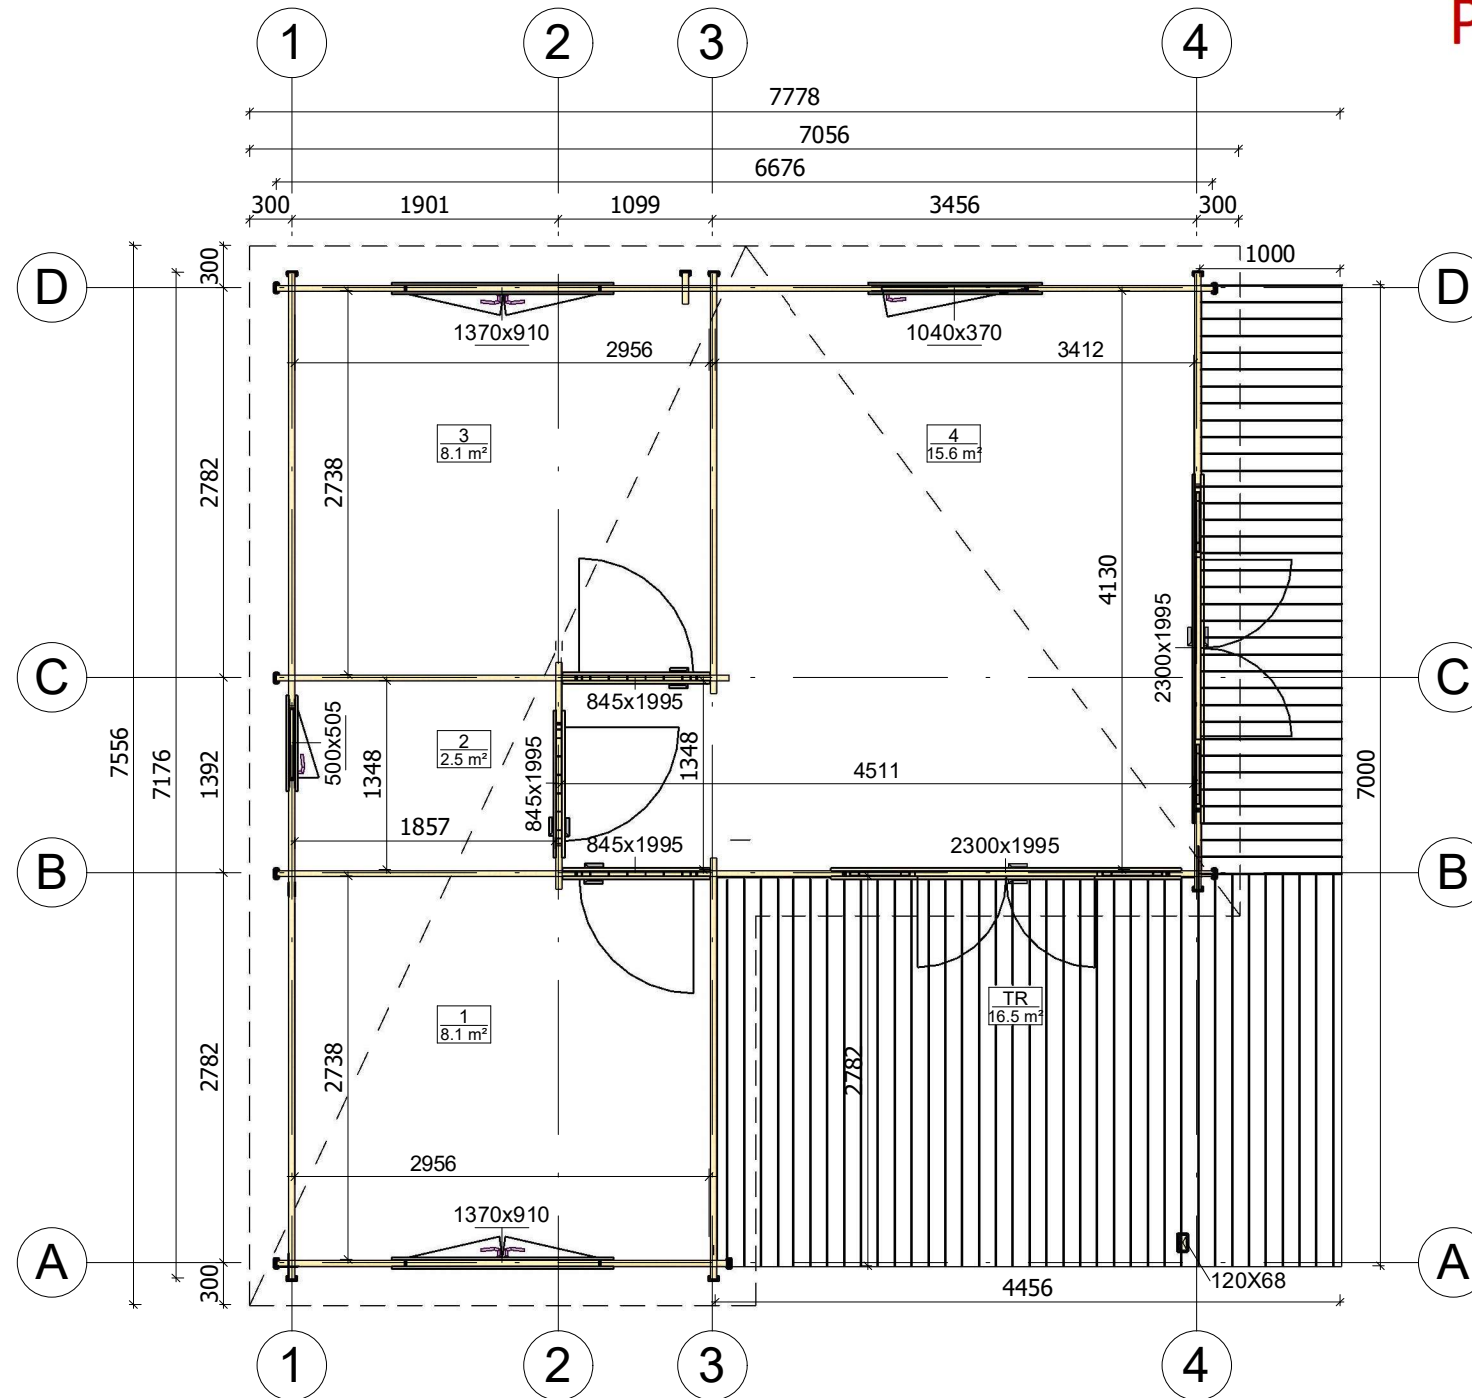 P
1 2 3 4
7778
7056
6676
300 1901 1099 3456 300
1000
D D
300
1370x910
1040x370
2956
3412
3
8.1 m²
4
15.6 m²
2782
2738
4130
2300x1995
C C
845x1995
7556
7176
1392
500x505
1348
2
2.5 m²
845x1995
1348
4511
7000
1857
845x1995
2300x1995
B B
1
8.1 m²
TR
16.5 m²
2782
2738
2782
2956
1370x910
A A
120X68
300
4456
1 2 3 4